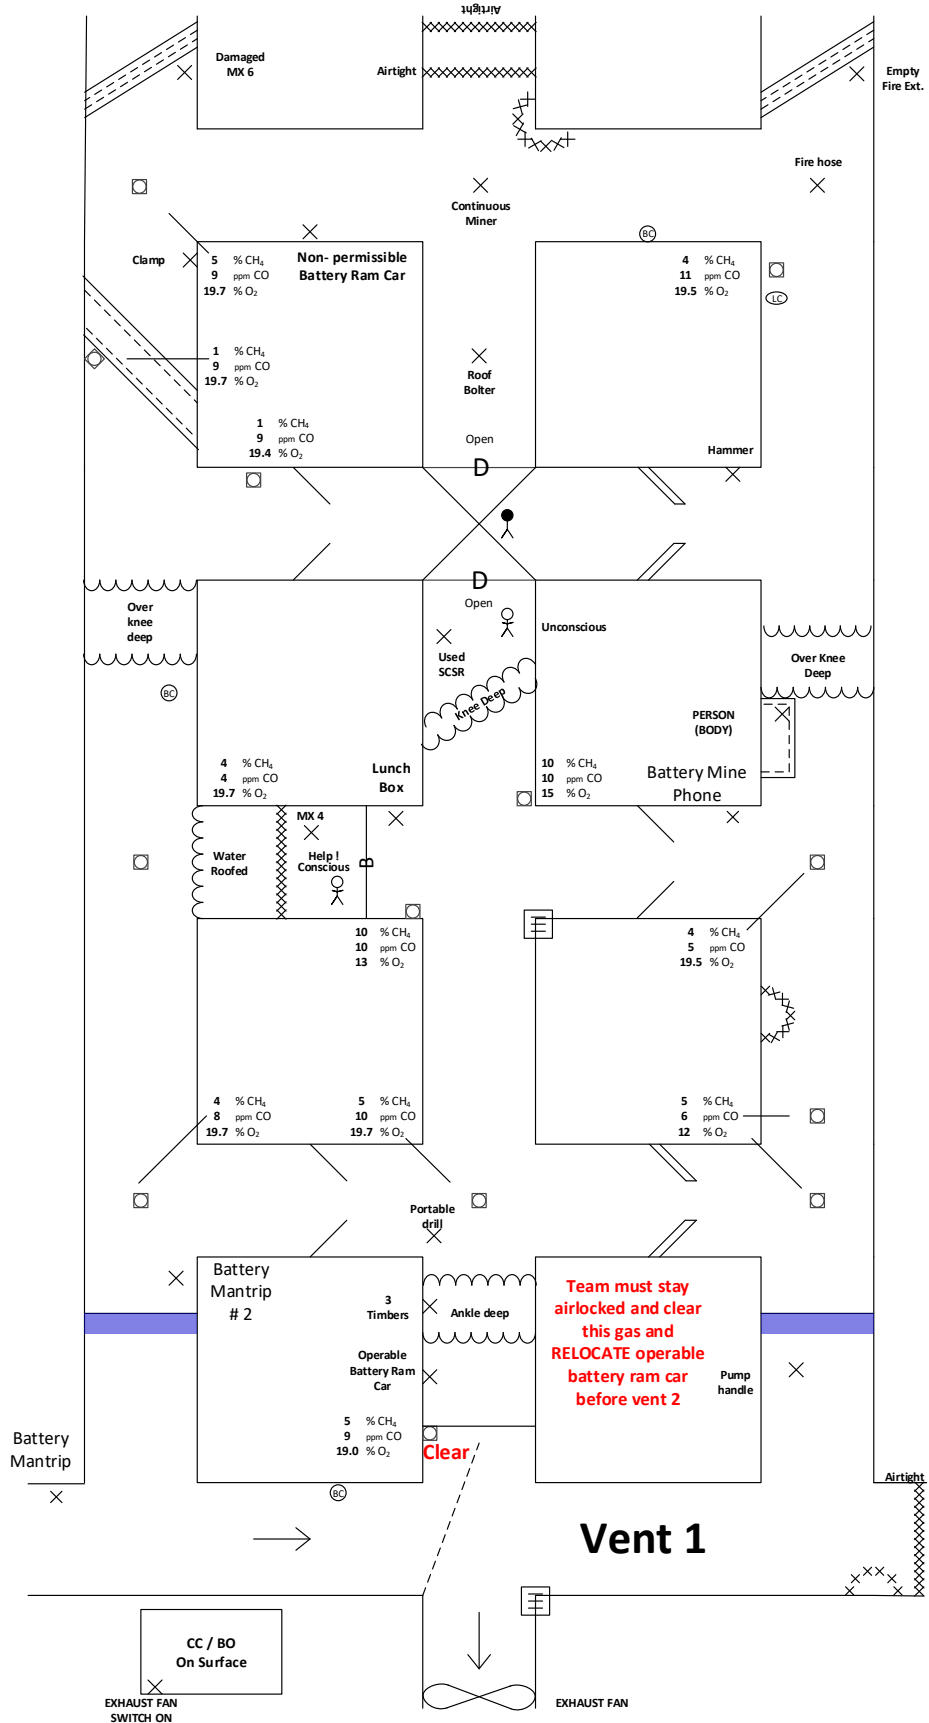 Airtight
Damaged
MX 6
Airtight
Empty
Fire Ext.
Fire hose
Continuous
Miner
BC
Clamp
Non- permissible
Battery Ram Car
5 % CH₄
9 ppm CO
19.7 % O₂
4 % CH₄
11 ppm CO
19.5 % O₂
LC
1 % CH₄
9 ppm CO
19.7 % O₂
Roof
Bolter
1 % CH₄
9 ppm CO
19.4 % O₂
Open
Hammer
D
D
Open
Over
knee
deep
Unconscious
Used
SCSR
Over Knee
Deep
BC
Knee Deep
PERSON
(BODY)
4 % CH₄
4 ppm CO
19.7 % O₂
Lunch
Box
10 % CH₄
10 ppm CO
15 % O₂
Battery Mine
Phone
MX 4
Water
Roofed
Help !
Conscious
B
10 % CH₄
10 ppm CO
13 % O₂
4 % CH₄
5 ppm CO
19.5 % O₂
4 % CH₄
8 ppm CO
19.7 % O₂
5 % CH₄
10 ppm CO
19.7 % O₂
5 % CH₄
6 ppm CO
12 % O₂
Portable
drill
Battery
Mantrip
# 2
3
Timbers
Ankle deep
Team must stay
airlocked and clear
this gas and
RELOCATE operable
battery ram car
before vent 2
Operable
Battery Ram
Car
Pump
handle
5 % CH₄
9 ppm CO
19.0 % O₂
Clear
Battery
Mantrip
Airtight
BC
Vent 1
CC / BO
On Surface
EXHAUST FAN
SWITCH ON
EXHAUST FAN